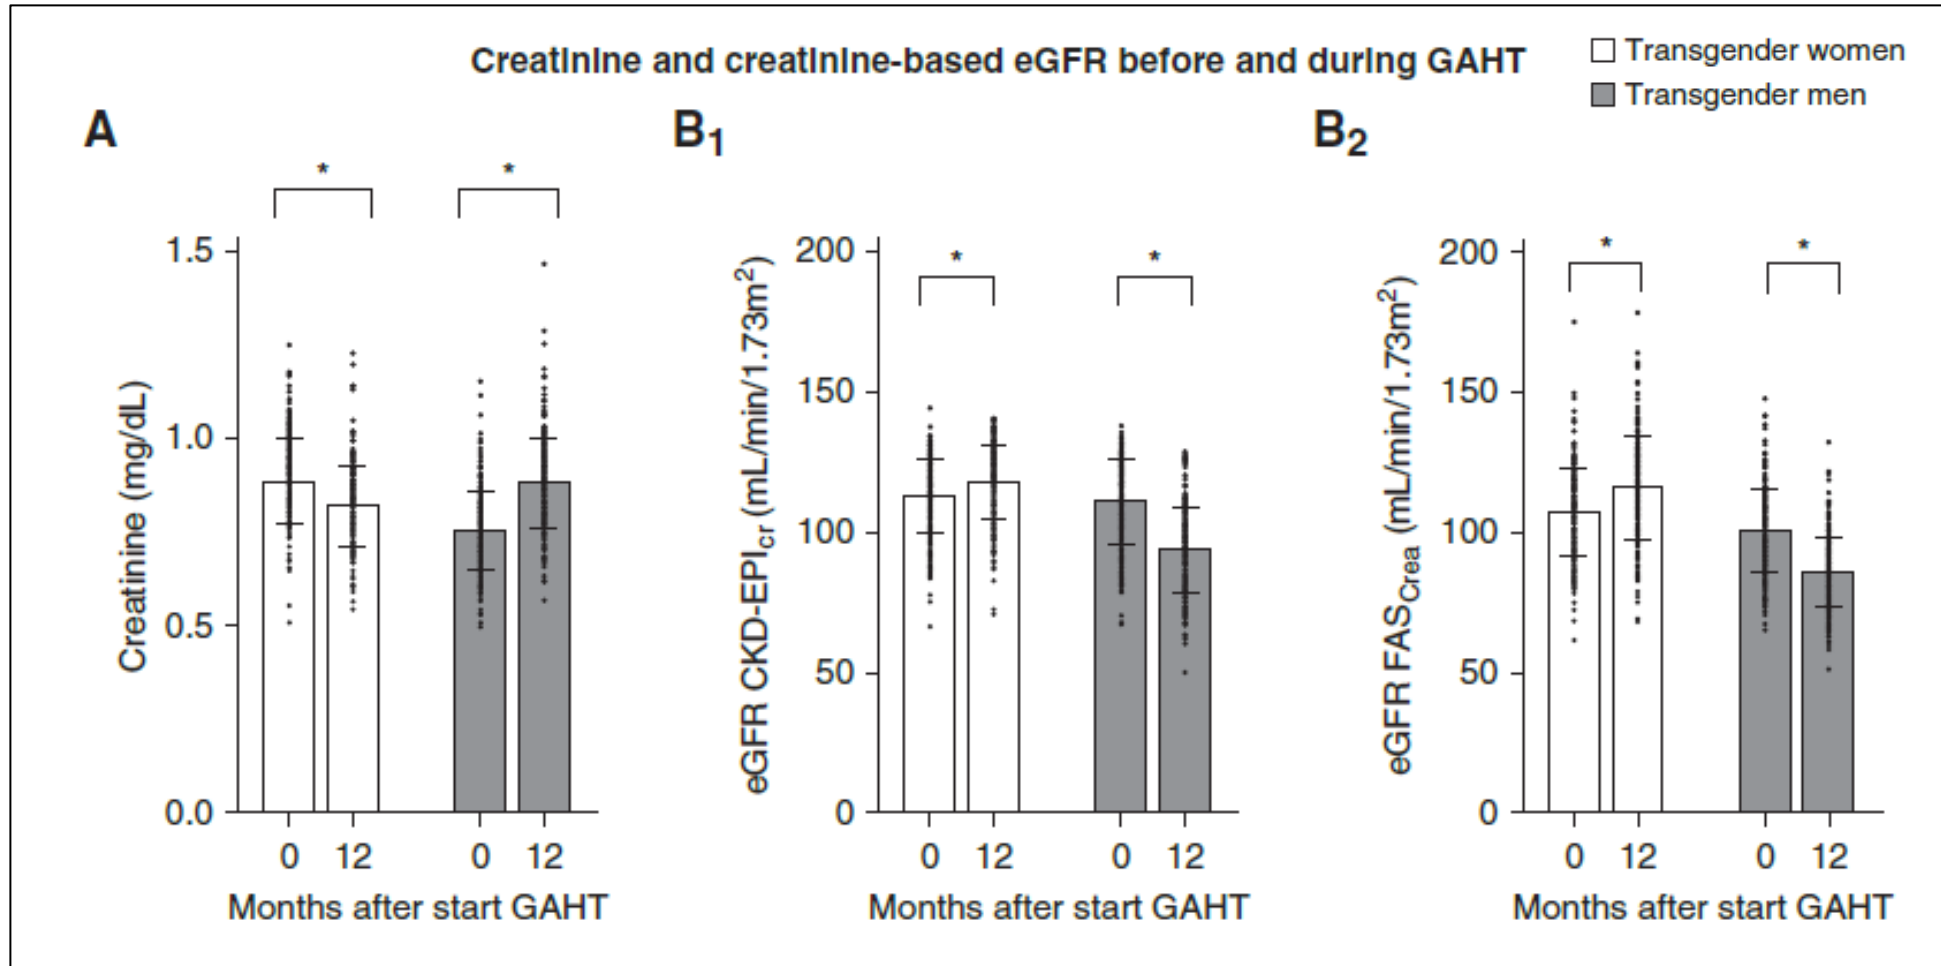 Creatinine and creatinine-based eGFR before and during GAHT
Transgender women
Transgender men
A
*
*
1.5
1.0
0.5
0.0
Creatinine (mg/dL)
0 12 0 12
Months after start GAHT
B1
*
*
200
150
100
50
0
eGFR CKD-EPIcr (mL/min/1.73m²)
0 12 0 12
Months after start GAHT
B2
*
*
200
150
100
50
0
eGFR FASCrea (mL/min/1.73m²)
0 12 0 12
Months after start GAHT